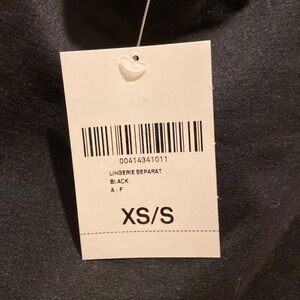 00414341011
LINGERIE SEPARAT
BLACK
A - F
XS/S